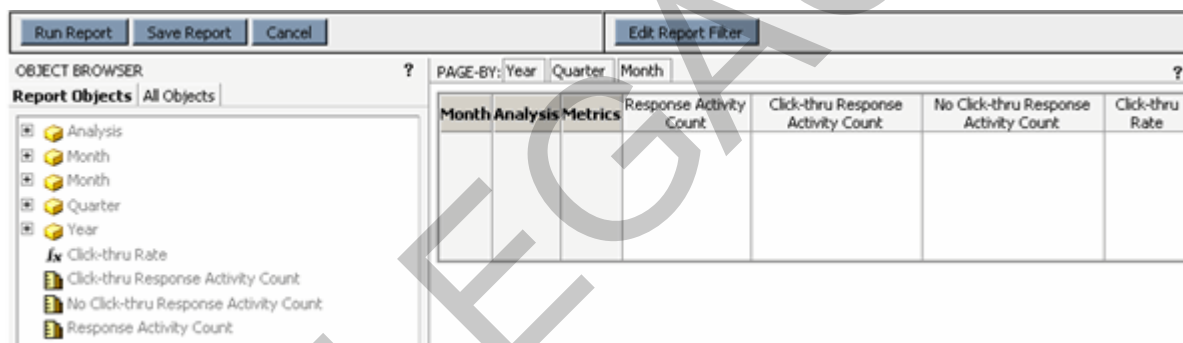 Run Report Save Report Cancel Edit Report Filter
OBJECT BROWSER ?
Report Objects All Objects
Analysis
Month
Month
Quarter
Year
fx Click-thru Rate
Click-thru Response Activity Count
No Click-thru Response Activity Count
Response Activity Count
PAGE-BY: Year Quarter Month ?
Month Analysis Metrics Response Activity Count Click-thru Response Activity Count No Click-thru Response Activity Count Click-thru Rate
LEGAC